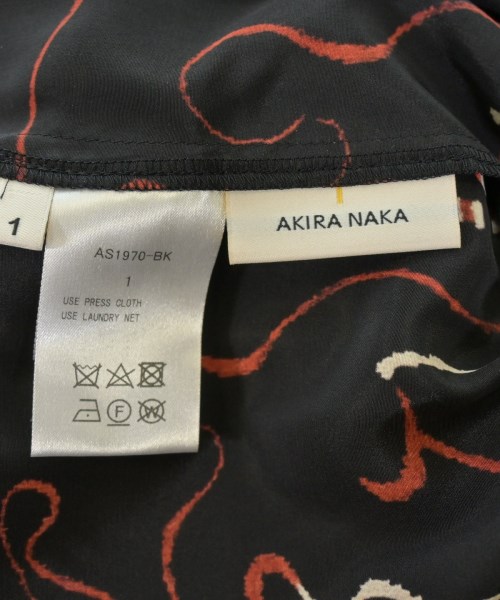 1
AS1970-BK
1
USE PRESS CLOTH
USE LAUNDRY NET
F
W
AKIRA NAKA